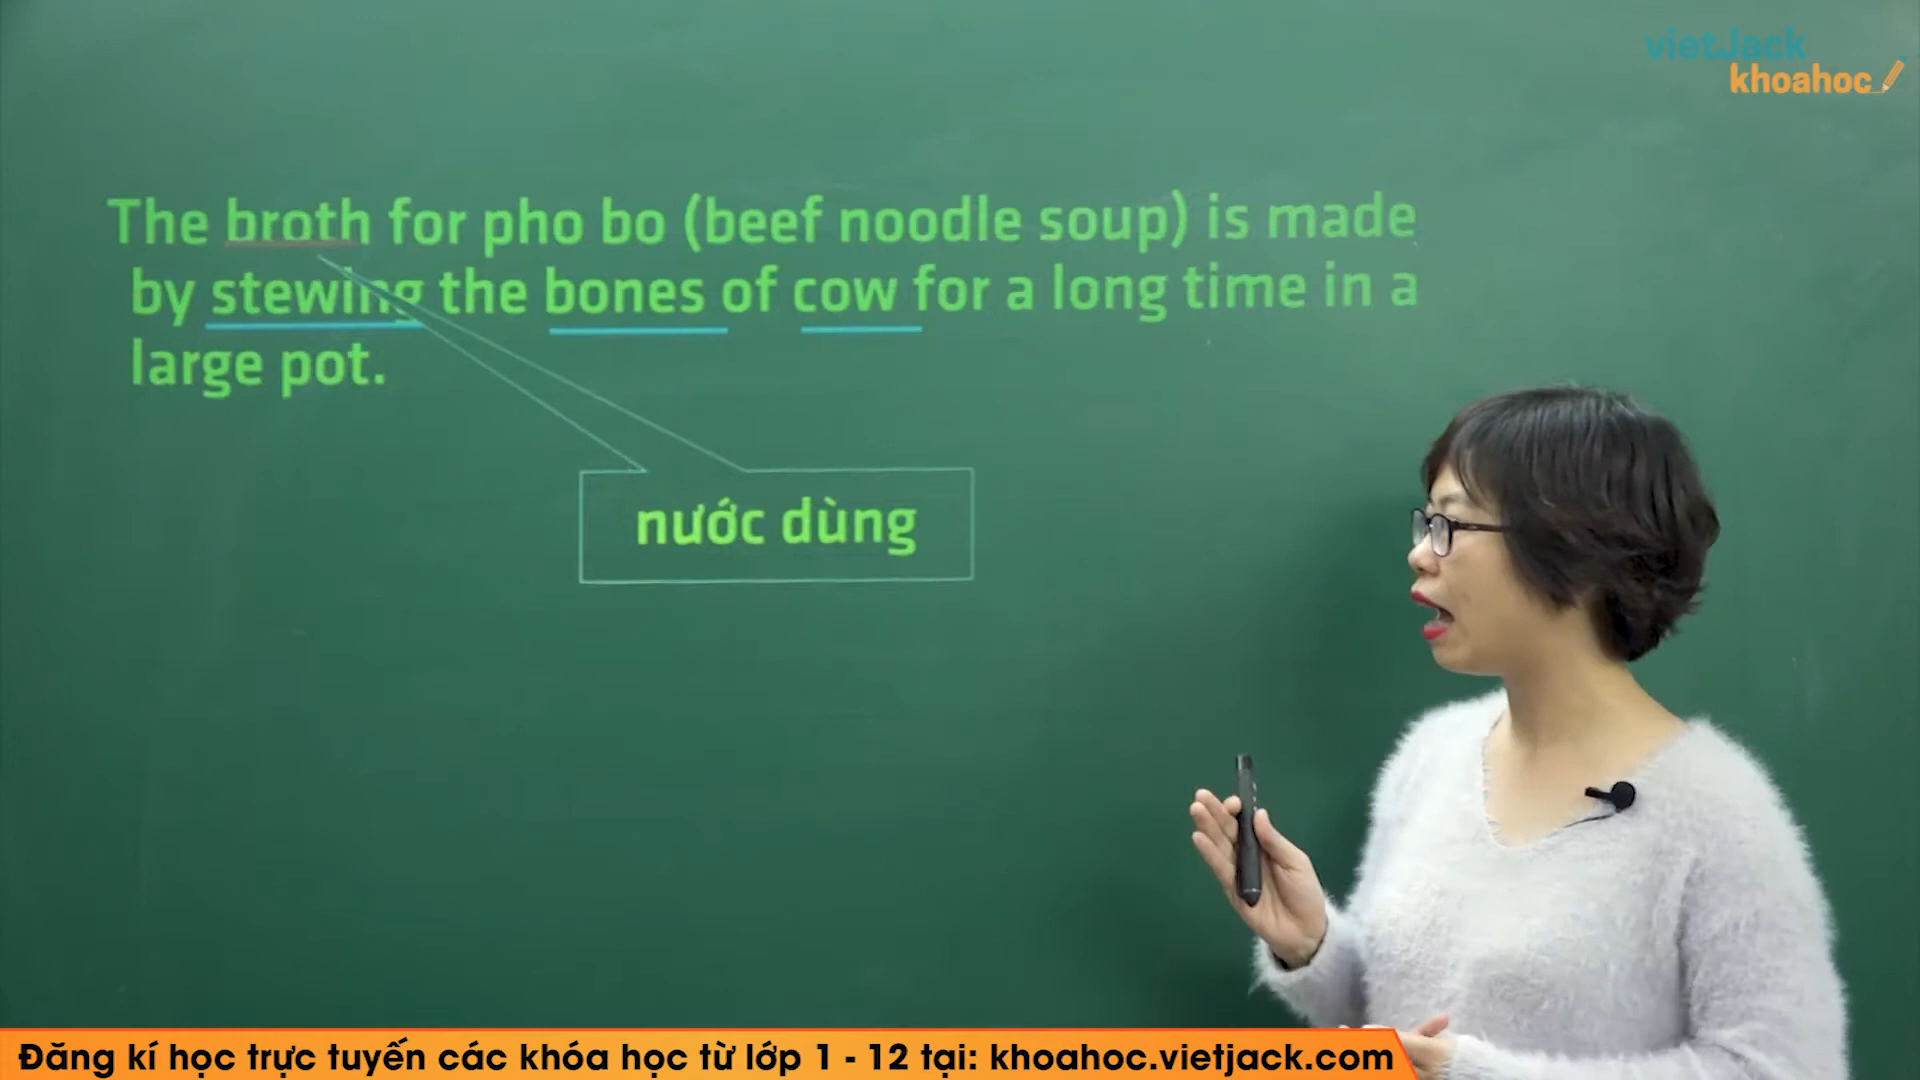 vietJack
khoahoc
The broth for pho bo (beef noodle soup) is made
by stewing the bones of cow for a long time in a
large pot.
nước dùng
Đăng kí học trực tuyến các khóa học từ lớp 1 - 12 tại: khoahoc.vietjack.com